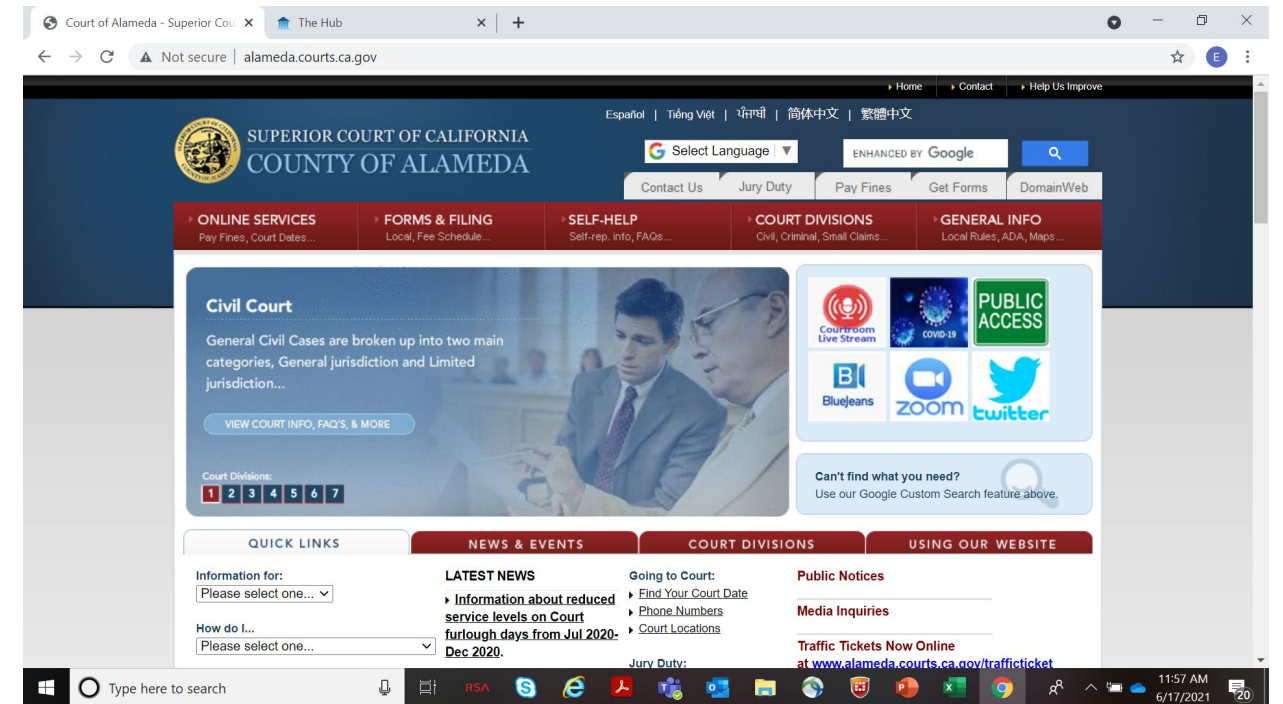 Court of Alameda - Superior Cou
The Hub
Not secure | alameda.courts.ca.gov
E
Home
Contact
Help Us Improve
Español | Tiếng Việt | ਪੰਜਾਬੀ | 简体中文 | 繁體中文
SUPERIOR COURT OF CALIFORNIA
COUNTY OF ALAMEDA
Select Language
ENHANCED BY Google
Contact Us
Jury Duty
Pay Fines
Get Forms
DomainWeb
ONLINE SERVICES
Pay Fines, Court Dates...
FORMS & FILING
Local, Fee Schedule...
SELF-HELP
Self-rep. info, FAQs...
COURT DIVISIONS
Civil, Criminal, Small Claims...
GENERAL INFO
Local Rules, ADA, Maps...
Civil Court
General Civil Cases are broken up into two main
categories, General jurisdiction and Limited
jurisdiction...
VIEW COURT INFO, FAQ'S, & MORE
Court Divisions:
1 2 3 4 5 6 7
Courtroom
Live Stream
COVID-19
PUBLIC
ACCESS
B
BlueJeans
zoom
twitter
Can't find what you need?
Use our Google Custom Search feature above.
QUICK LINKS
NEWS & EVENTS
COURT DIVISIONS
USING OUR WEBSITE
Information for:
Please select one...
How do I...
Please select one...
LATEST NEWS
Information about reduced
service levels on Court
furlough days from Jul 2020-
Dec 2020.
Going to Court:
Find Your Court Date
Phone Numbers
Court Locations
Jury Duty:
Public Notices
Media Inquiries
Traffic Tickets Now Online
at www.alameda.courts.ca.gov/trafficticket
Type here to search
RSA
11:57 AM
6/17/2021
20